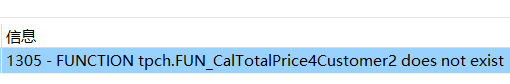 信息
1305 - FUNCTION tpch.FUN_CalTotalPrice4Customer2 does not exist